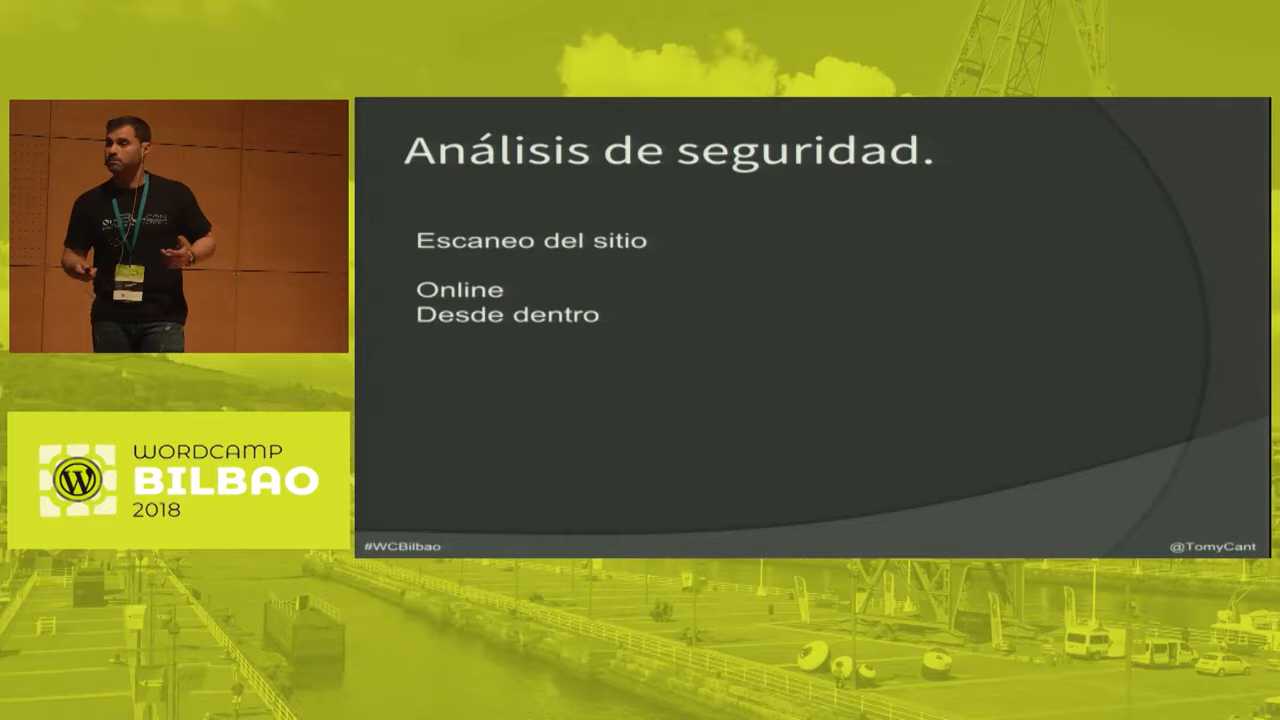 Análisis de seguridad.
Escaneo del sitio
Online
Desde dentro
#WCBilbao
@TomyCant
WORDCAMP
BILBAO
2018